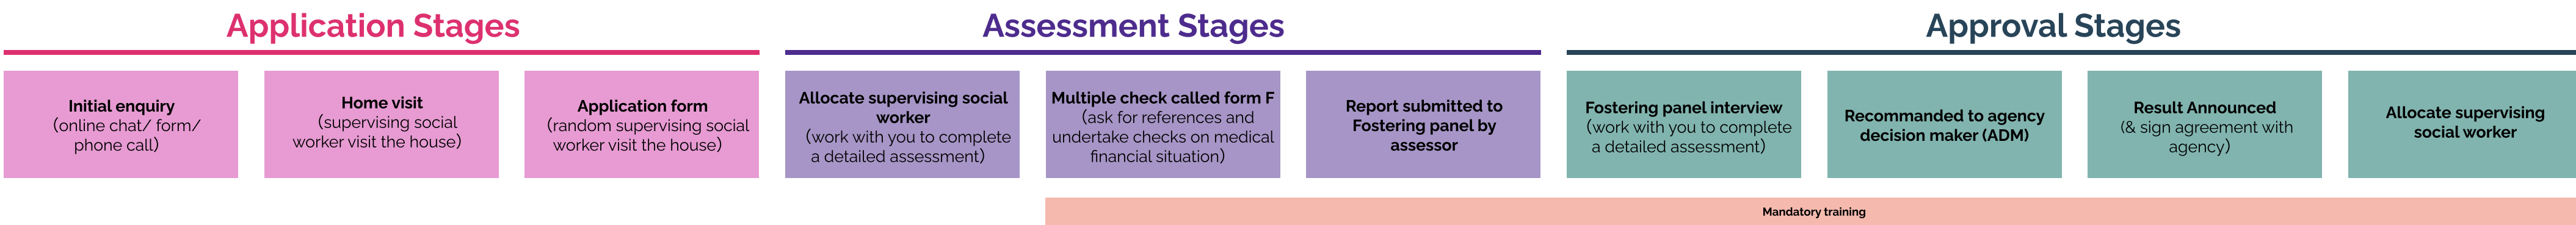 Application Stages
Assessment Stages
Approval Stages
Initial enquiry
(online chat/ form/
phone call)
Home visit
(supervising social
worker visit the house)
Application form
(random supervising social
worker visit the house)
Allocate supervising social
worker
(work with you to complete
a detailed assessment)
Multiple check called form F
(ask for references and
undertake checks on medical
financial situation)
Report submitted to
Fostering panel by
assessor
Fostering panel interview
(work with you to complete
a detailed assessment)
Recommanded to agency
decision maker (ADM)
Result Announced
(& sign agreement with
agency)
Allocate supervising
social worker
Mandatory training